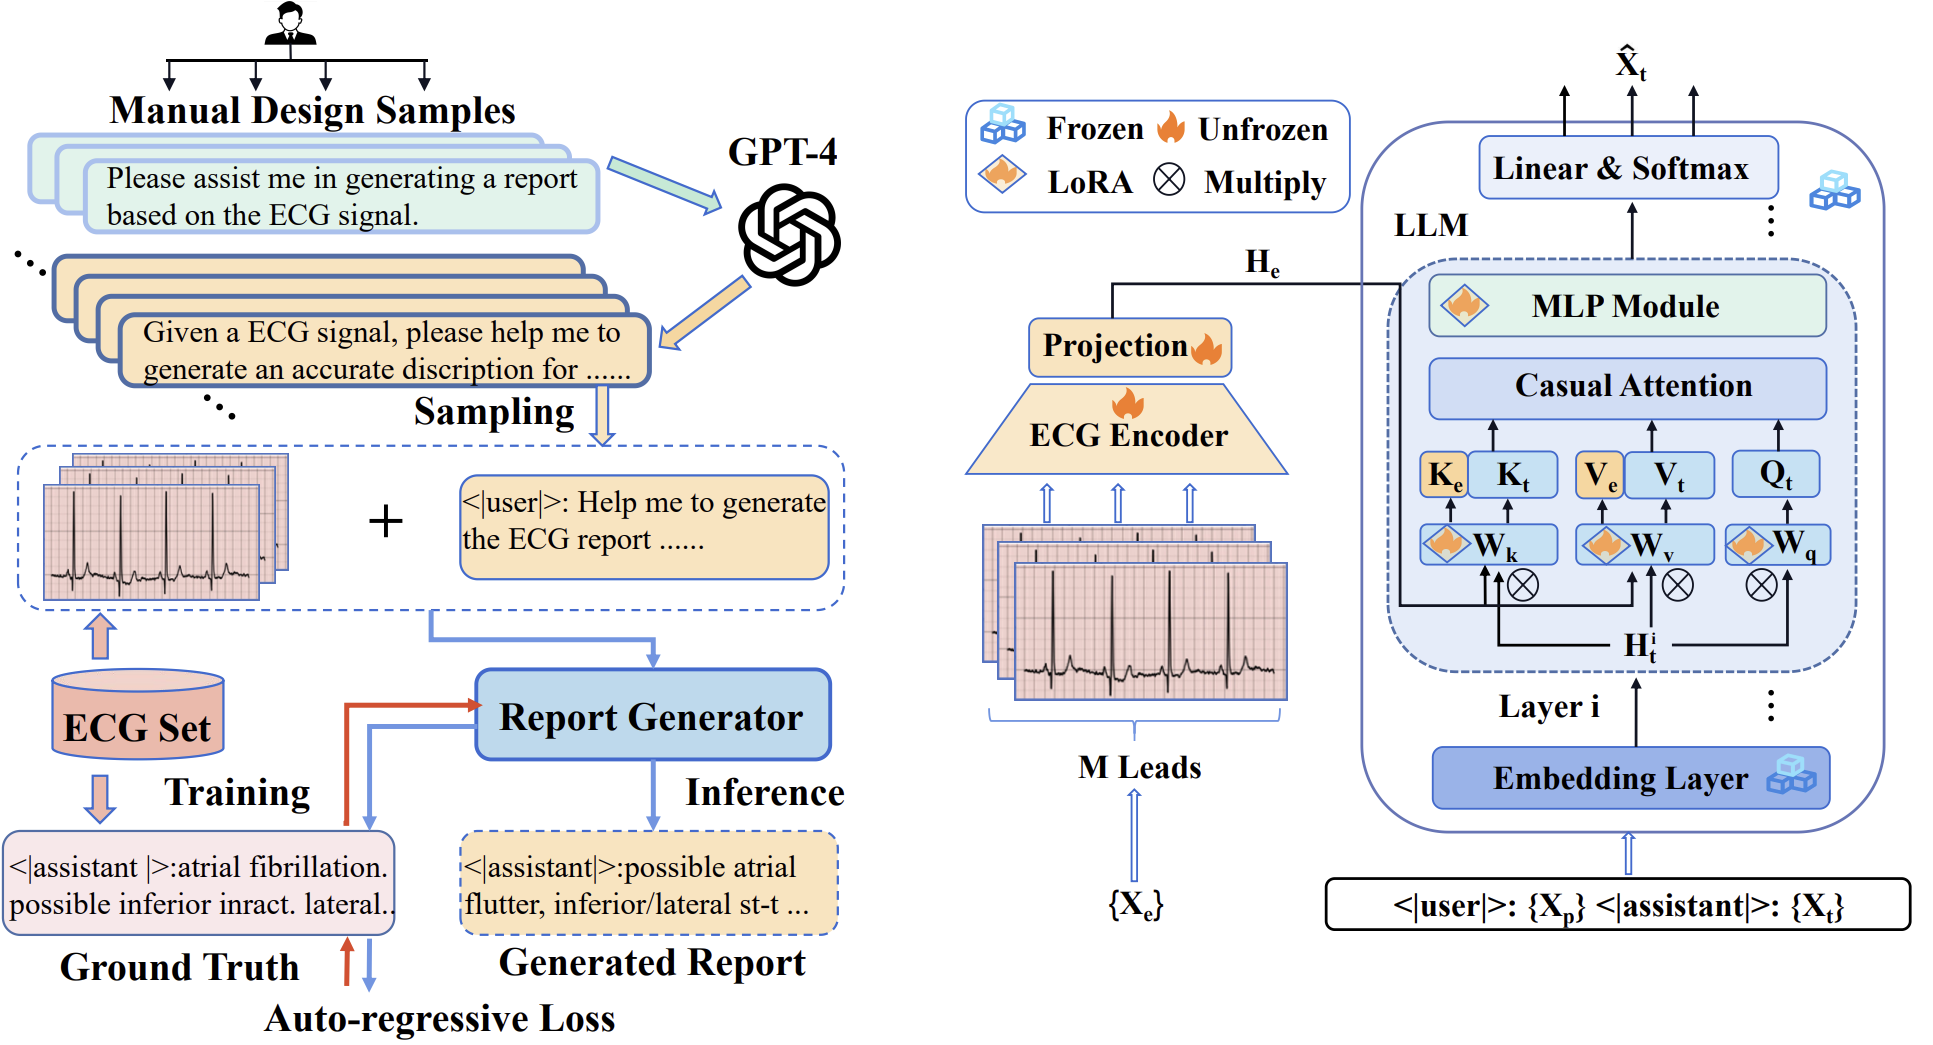 Manual Design Samples
Please assist me in generating a report
based on the ECG signal.
GPT-4
Given a ECG signal, please help me to
generate an accurate discription for ......
Sampling
+
<|user|>: Help me to generate
the ECG report ......
ECG Set
Report Generator
Training
Inference
<|assistant |>:atrial fibrillation.
possible inferior inract. lateral..
<|assistant|>:possible atrial
flutter, inferior/lateral st-t ...
Ground Truth
Generated Report
Auto-regressive Loss
Frozen
Unfrozen
LoRA
Multiply
H_e
Projection
ECG Encoder
M Leads
{X_e}
X̂_t
Linear & Softmax
LLM
MLP Module
Casual Attention
K_e K_t V_e V_t Q_t
W_k W_v W_q
H_t^i
Layer i
Embedding Layer
<|user|>: {X_p} <|assistant|>: {X_t}